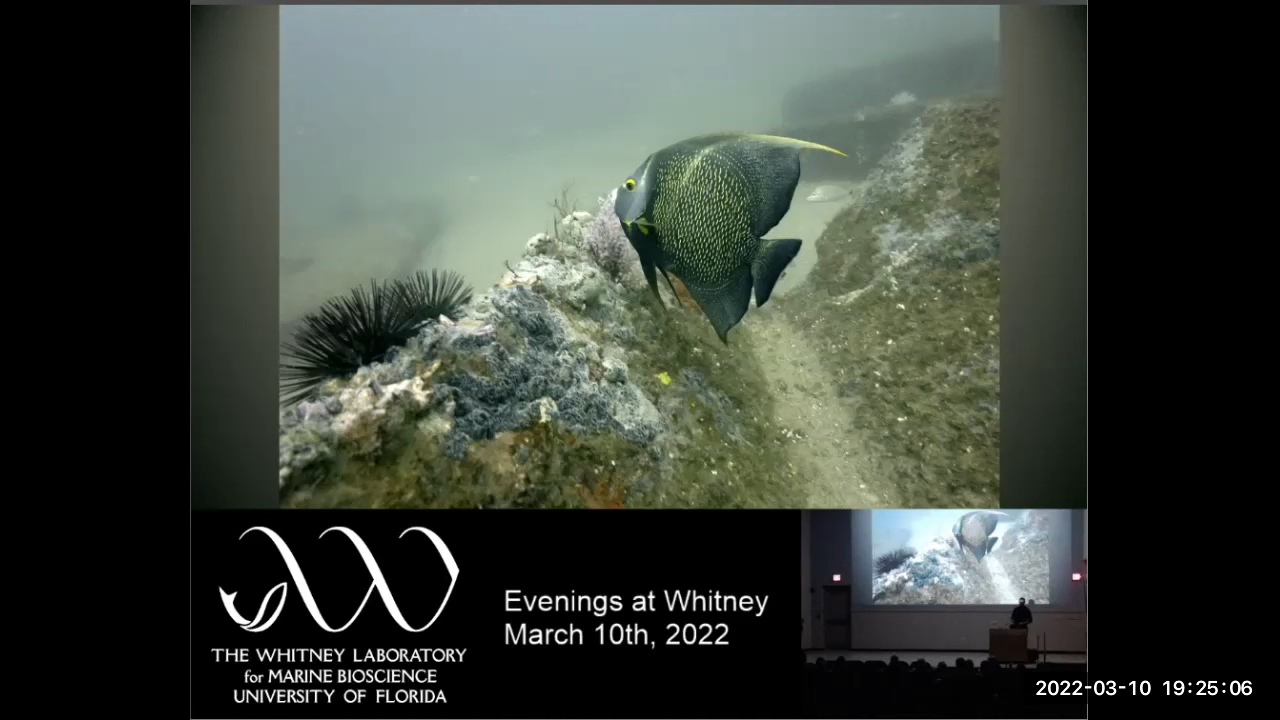 Evenings at Whitney
March 10th, 2022
THE WHITNEY LABORATORY
for MARINE BIOSCIENCE
UNIVERSITY OF FLORIDA
2022-03-10 19:25:06